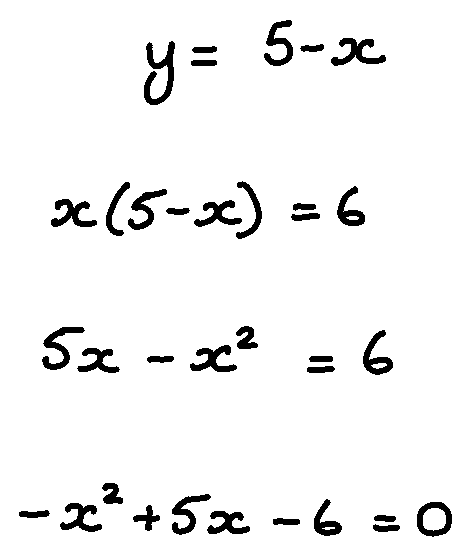 y = 5-x
x(5-x) = 6
5x - x² = 6
-x²+5x-6 = 0